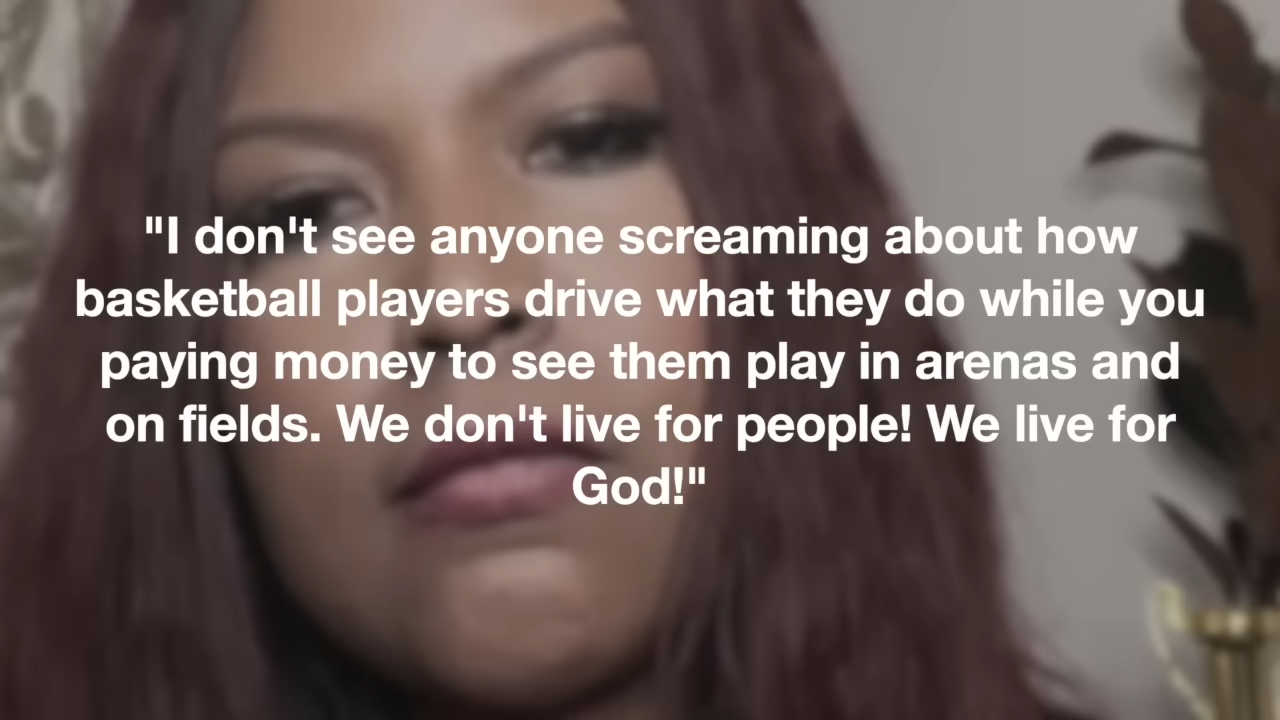 "I don't see anyone screaming about how
basketball players drive what they do while you
paying money to see them play in arenas and
on fields. We don't live for people! We live for
God!"